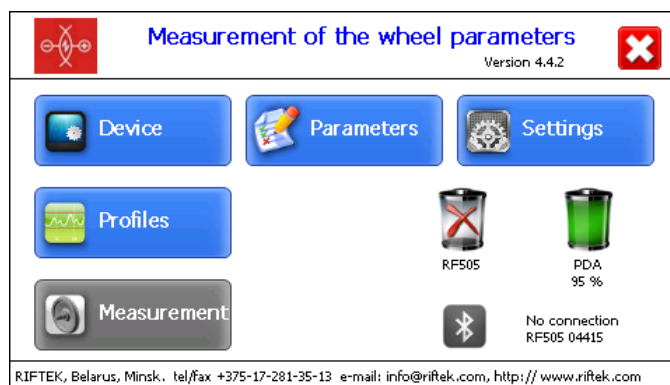 Measurement of the wheel parameters
Version 4.4.2
Device
Parameters
Settings
Profiles
RF505
PDA
95 %
Measurement
No connection
RF505 04415
RIFTEK, Belarus, Minsk. tel/fax +375-17-281-35-13 e-mail: info@riftek.com, http:// www.riftek.com